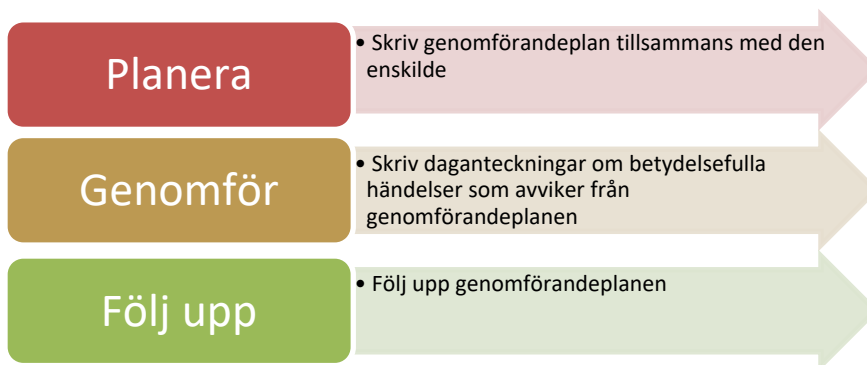 Planera
• Skriv genomförandeplan tillsammans med den
enskilde
Genomför
• Skriv daganteckningar om betydelsefulla
händelser som avviker från
genomförandeplanen
Följ upp
• Följ upp genomförandeplanen